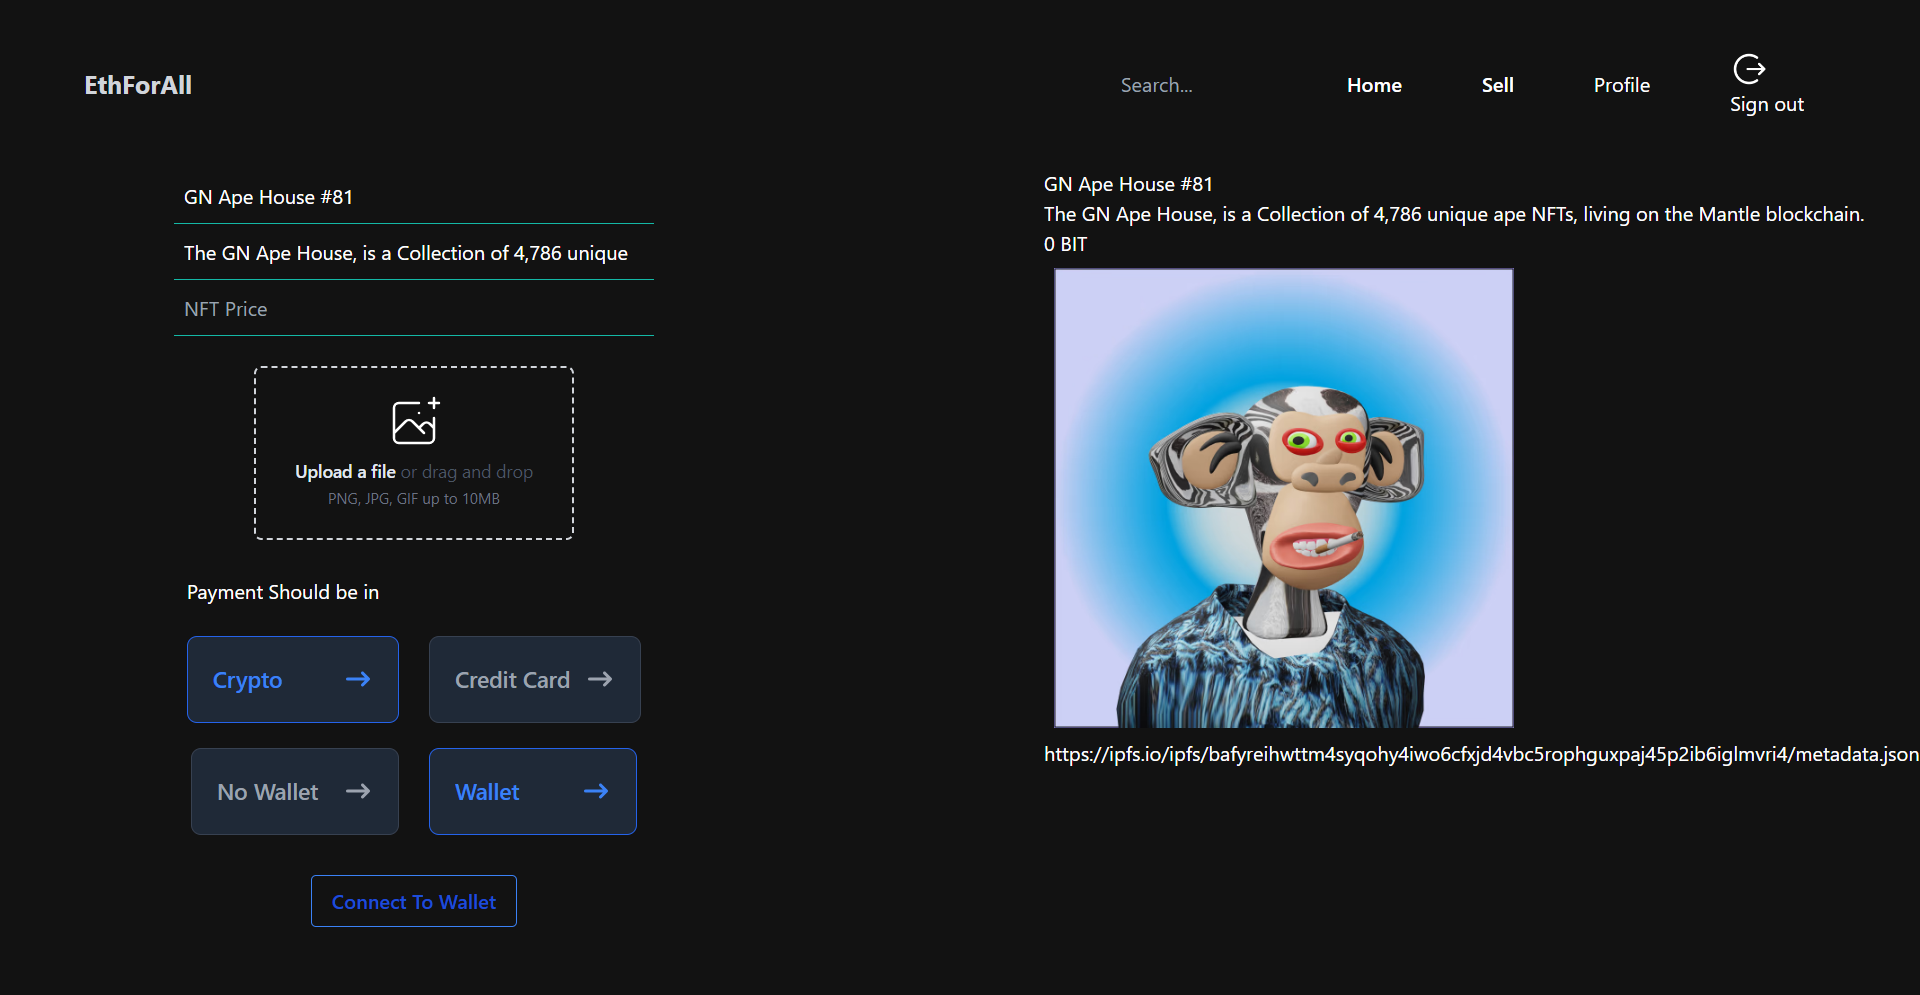 EthForAll
Search...
Home
Sell
Profile
Sign out
GN Ape House #81
The GN Ape House, is a Collection of 4,786 unique
NFT Price
Upload a file or drag and drop
PNG, JPG, GIF up to 10MB
Payment Should be in
Crypto
Credit Card
No Wallet
Wallet
Connect To Wallet
GN Ape House #81
The GN Ape House, is a Collection of 4,786 unique ape NFTs, living on the Mantle blockchain.
0 BIT
https://ipfs.io/ipfs/bafyreihwttm4syqohy4iwo6cfxjd4vbc5rophguxpaj45p2ib6iglmvri4/metadata.json